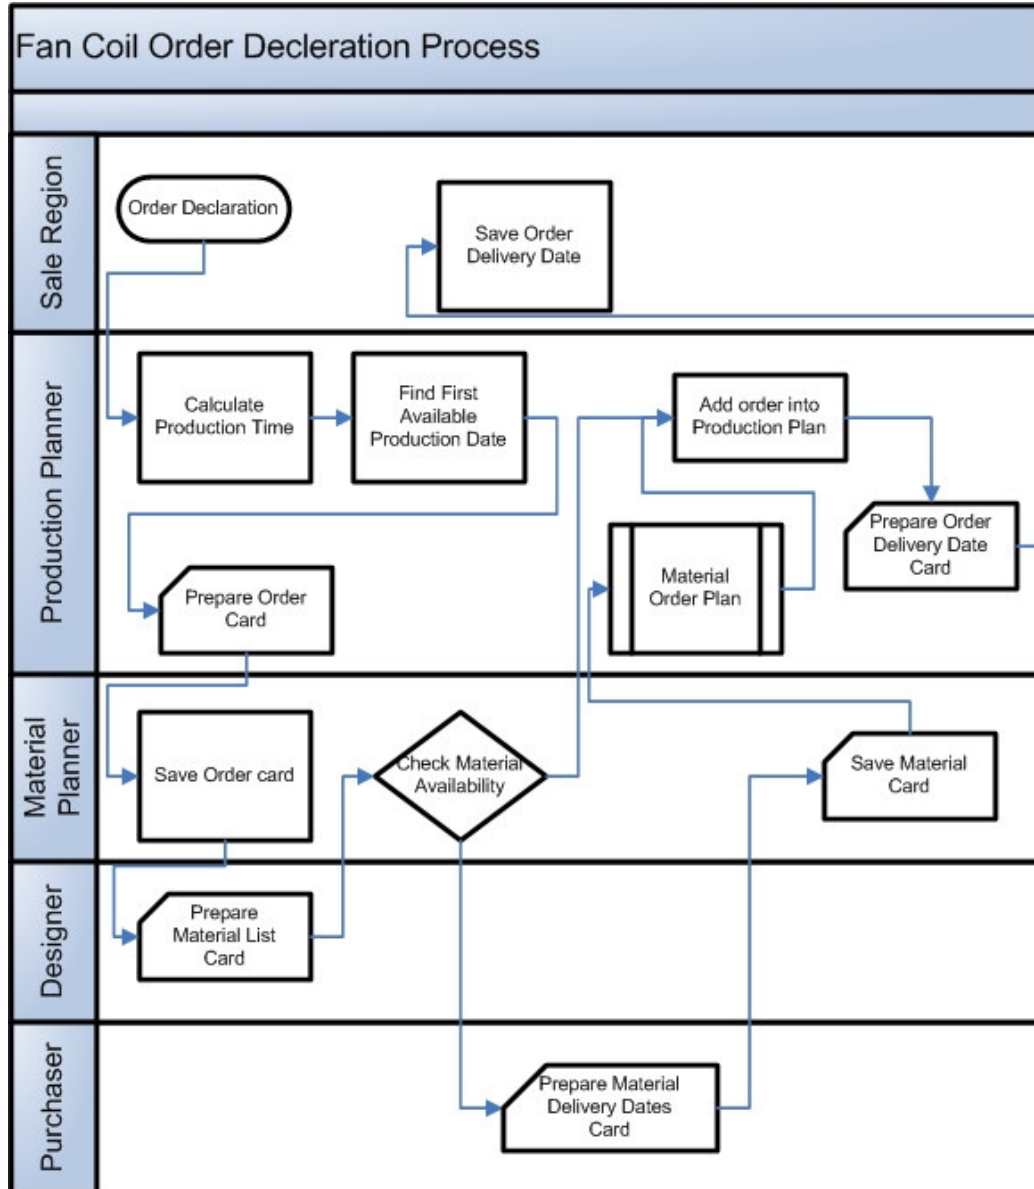 Fan Coil Order Decleration Process
Sale Region
Order Declaration
Save Order
Delivery Date
Production Planner
Calculate
Production Time
Find First
Available
Production Date
Add order into
Production Plan
Prepare Order
Delivery Date
Card
Material
Order Plan
Prepare Order
Card
Material
Planner
Save Order card
Check Material
Availability
Save Material
Card
Designer
Prepare
Material List
Card
Purchaser
Prepare Material
Delivery Dates
Card